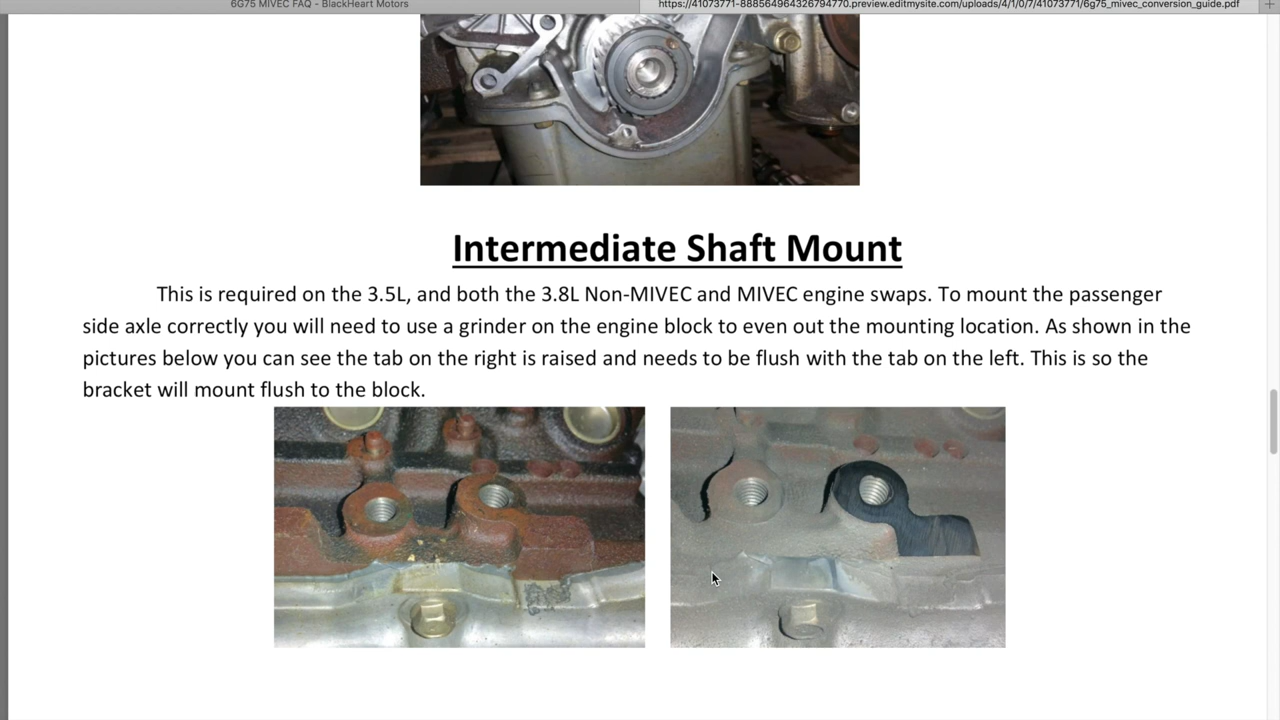 6G75 MIVEC FAQ - BlackHeart Motors
https://41073771-888564964326794770.preview.editmysite.com/uploads/4/1/0/7/41073771/6g75_mivec_conversion_guide.pdf
Intermediate Shaft Mount
This is required on the 3.5L, and both the 3.8L Non-MIVEC and MIVEC engine swaps. To mount the passenger
side axle correctly you will need to use a grinder on the engine block to even out the mounting location. As shown in the
pictures below you can see the tab on the right is raised and needs to be flush with the tab on the left. This is so the
bracket will mount flush to the block.